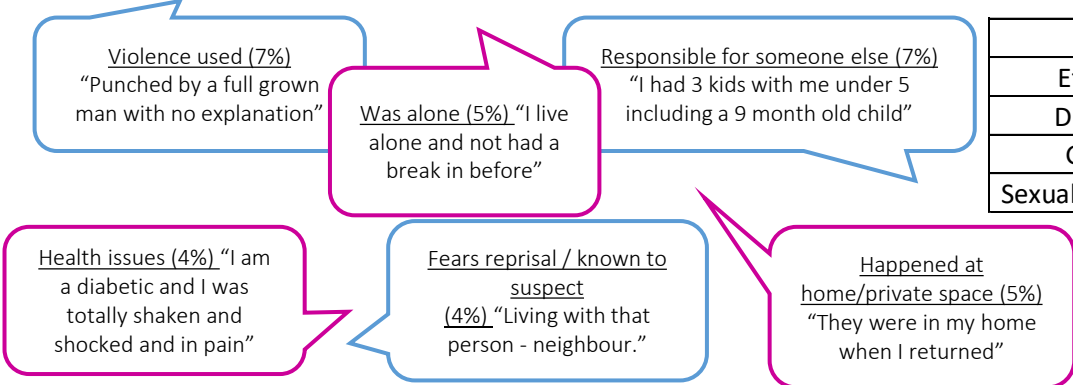 Violence used (7%)
“Punched by a full grown
man with no explanation”
Was alone (5%) “I live
alone and not had a
break in before”
Responsible for someone else (7%)
“I had 3 kids with me under 5
including a 9 month old child”
Sexual
Health issues (4%) “I am
a diabetic and I was
totally shaken and
shocked and in pain”
Fears reprisal / known to
suspect
(4%) “Living with that
person - neighbour.”
Happened at
home/private space (5%)
“They were in my home
when I returned”